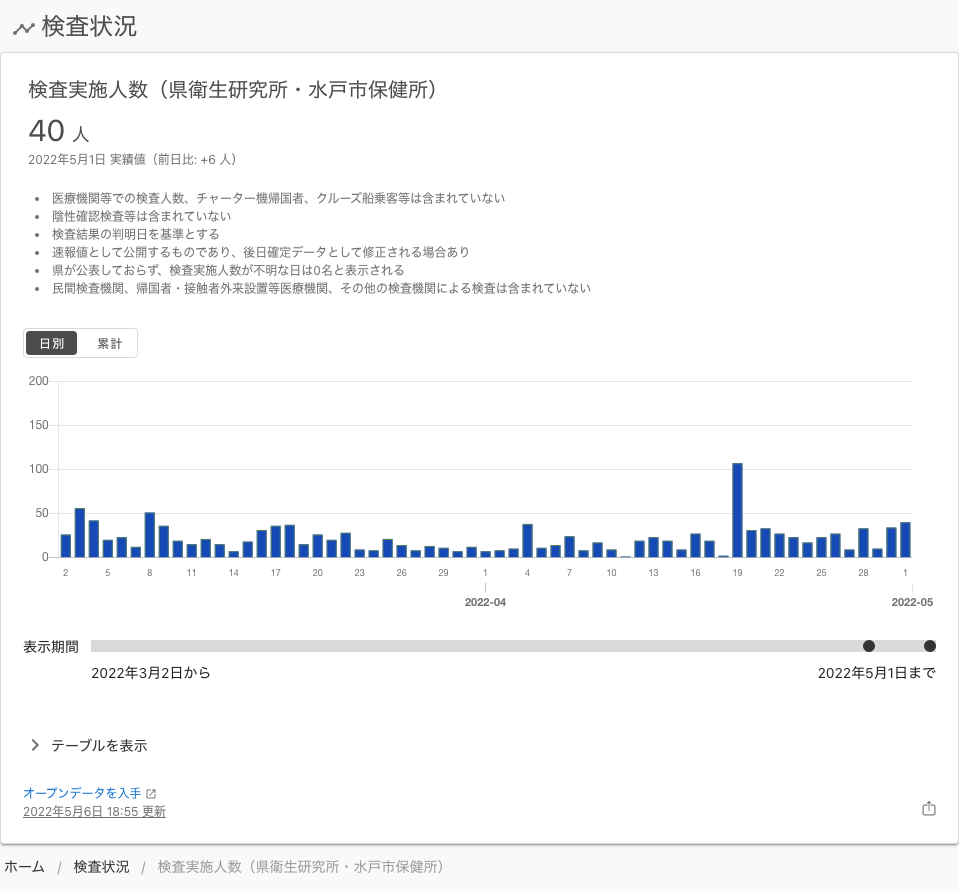 検査状況
検査実施人数（県衛生研究所・水戸市保健所）
40 人
2022年5月1日 実績値（前日比: +6 人）
• 医療機関等での検査人数、チャーター機帰国者、クルーズ船乗客等は含まれていない
• 陰性確認検査等は含まれていない
• 検査結果の判明日を基準とする
• 速報値として公開するものであり、後日確定データとして修正される場合あり
• 県が公表しておらず、検査実施人数が不明な日は0名と表示される
• 民間検査機関、帰国者・接触者外来設置等医療機関、その他の検査機関による検査は含まれていない
日別 累計
200
150
100
50
0
2 5 8 11 14 17 20 23 26 29 1 4 7 10 13 16 19 22 25 28 1
2022-04 2022-05
表示期間
2022年3月2日から 2022年5月1日まで
テーブルを表示
オープンデータを入手
2022年5月6日 18:55 更新
ホーム / 検査状況 / 検査実施人数（県衛生研究所・水戸市保健所）